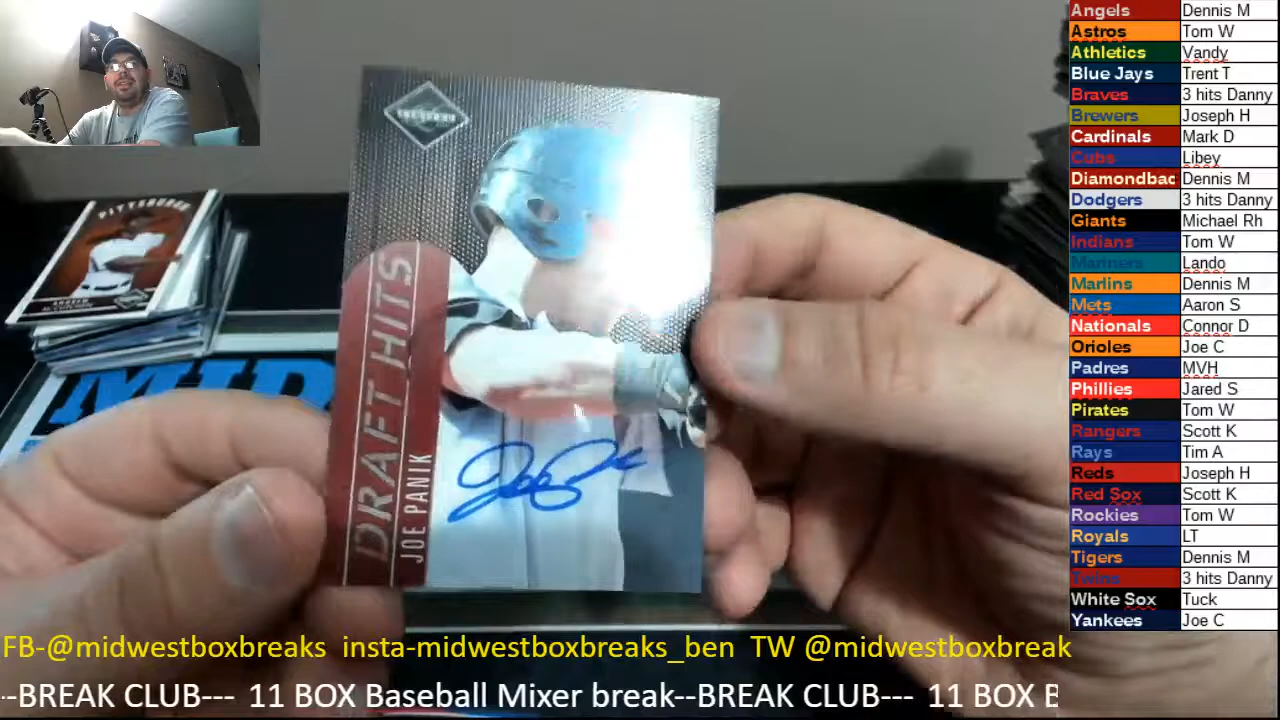 LIMITED
PITTSBURGH
DRAFT HITS
JOE PANIK
Angels Dennis M
Astros Tom W
Athletics Vandy
Blue Jays Trent T
Braves 3 hits Danny
Brewers Joseph H
Cardinals Mark D
Cubs Libey
Diamondbac Dennis M
Dodgers 3 hits Danny
Giants Michael Rh
Indians Tom W
Mariners Lando
Marlins Dennis M
Mets Aaron S
Nationals Connor D
Orioles Joe C
Padres MVH
Phillies Jared S
Pirates Tom W
Rangers Scott K
Rays Tim A
Reds Joseph H
Red Sox Scott K
Rockies Tom W
Royals LT
Tigers Dennis M
Twins 3 hits Danny
White Sox Tuck
Yankees Joe C
MID
FB-@midwestboxbreaks insta-midwestboxbreaks_ben TW @midwestboxbreak
--BREAK CLUB--- 11 BOX Baseball Mixer break--BREAK CLUB--- 11 BOX B